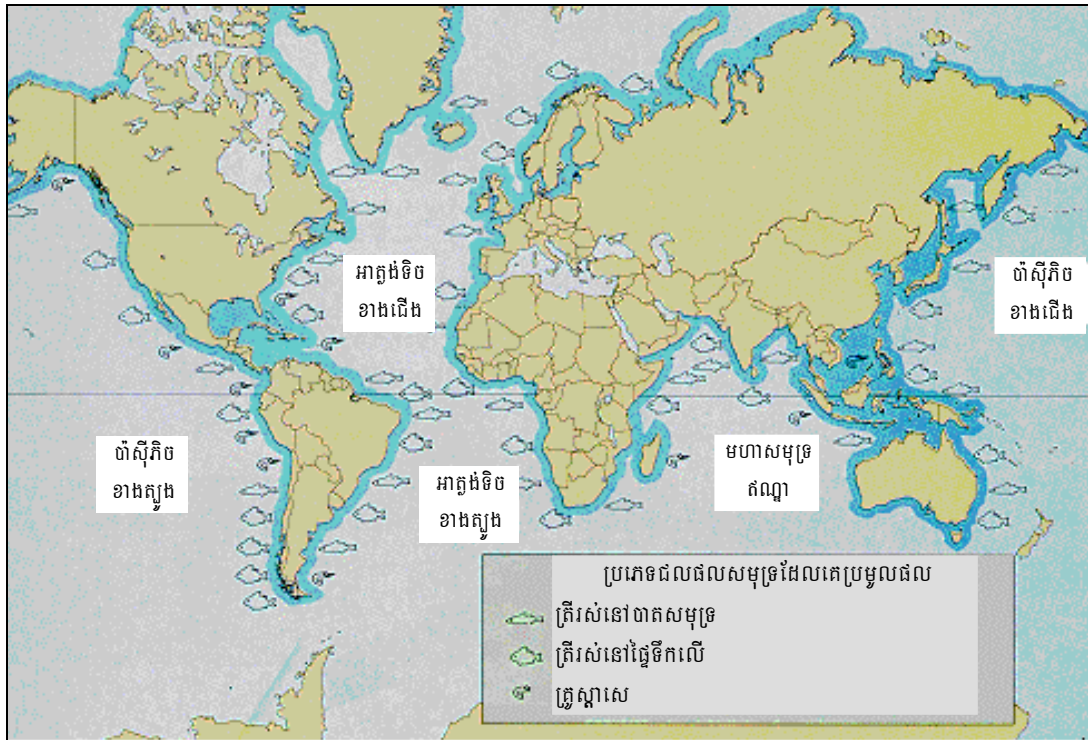 អាត្លង់ទិច
ខាងជើង
ប៉ាស៊ីភិច
ខាងជើង
ប៉ាស៊ីភិច
ខាងត្បូង
អាត្លង់ទិច
ខាងត្បូង
មហាសមុទ្រ
ឥណ្ឌា
ប្រភេទជលផលសមុទ្រដែលគេប្រមូលផល
ត្រីរស់នៅបាតសមុទ្រ
ត្រីរស់នៅផ្ទៃទឹកលើ
គ្រូស្តាសេ